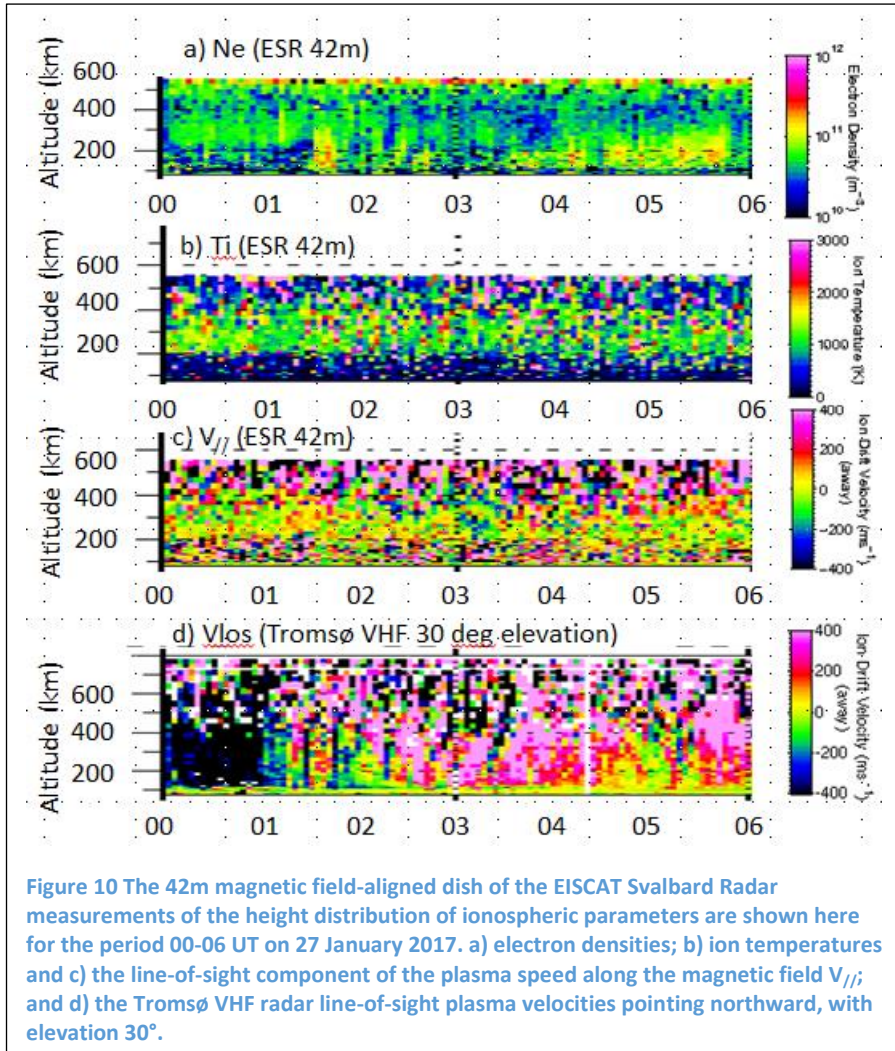 a) Ne (ESR 42m)
Altitude (km)
600
400
200
00 01 02 03 04 05 06
10¹²
10¹¹
10¹⁰
Electron Density (m⁻³)
b) Ti (ESR 42m)
Altitude (km)
600
400
200
00 01 02 03 04 05 06
3000
2000
1000
0
Ion Temperature (K)
c) V// (ESR 42m)
Altitude (km)
600
400
200
00 01 02 03 04 05 06
400
200
0
-200
-400
Ion Drift Velocity (ms⁻¹)
(away)
d) Vlos (Tromsø VHF 30 deg elevation)
Altitude (km)
600
400
200
00 01 02 03 04 05 06
400
200
0
-200
-400
Ion Drift Velocity (ms⁻¹)
(away)
Figure 10 The 42m magnetic field-aligned dish of the EISCAT Svalbard Radar
measurements of the height distribution of ionospheric parameters are shown here
for the period 00-06 UT on 27 January 2017. a) electron densities; b) ion temperatures
and c) the line-of-sight component of the plasma speed along the magnetic field V//;
and d) the Tromsø VHF radar line-of-sight plasma velocities pointing northward, with
elevation 30°.